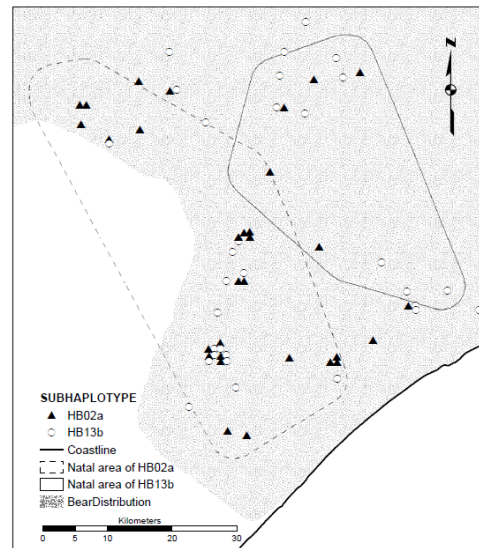 N
SUBHAPLOTYPE
HB02a
HB13b
Coastline
Natal area of HB02a
Natal area of HB13b
BearDistribution
Kilometers
0 5 10 20 30